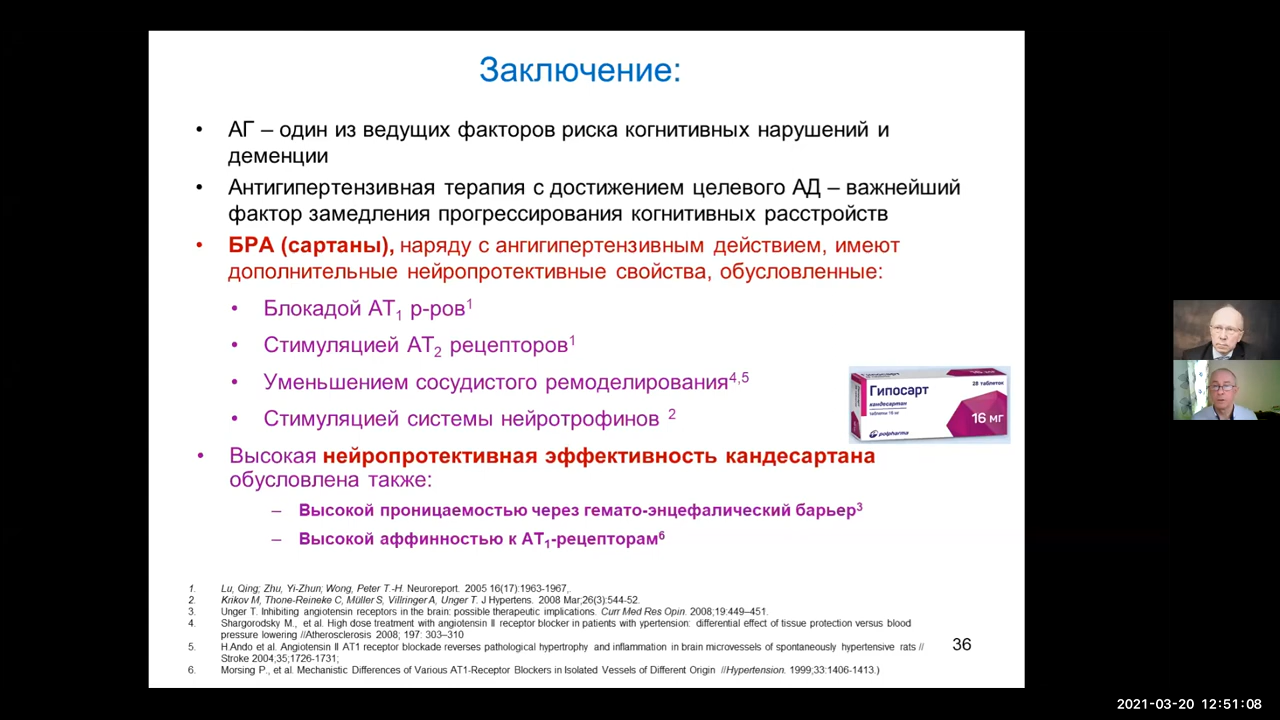 Заключение:
• АГ – один из ведущих факторов риска когнитивных нарушений и
деменции
• Антигипертензивная терапия с достижением целевого АД – важнейший
фактор замедления прогрессирования когнитивных расстройств
• БРА (сартаны), наряду с ангигипертензивным действием, имеют
дополнительные нейропротективные свойства, обусловленные:
• Блокадой АТ₁ р-ров¹
• Стимуляцией АТ₂ рецепторов¹
• Уменьшением сосудистого ремоделирования⁴,⁵
• Стимуляцией системы нейротрофинов ²
Гипосарт
28 таблеток
кандесартан
таблетки 16 мг
16 мг
polpharma
• Высокая нейропротективная эффективность кандесартана
обусловлена также:
– Высокой проницаемостью через гемато-энцефалический барьер³
– Высокой аффинностью к АТ₁-рецепторам⁶
1. Lu, Qing; Zhu, Yi-Zhun; Wong, Peter T.-H. Neuroreport. 2005 16(17):1963-1967,.
2. Krikov M, Thone-Reineke C, Müller S, Villringer A, Unger T. J Hypertens. 2008 Mar;26(3):544-52.
3. Unger T. Inhibiting angiotensin receptors in the brain: possible therapeutic implications. Curr Med Res Opin. 2008;19:449–451.
4. Shargorodsky M., et al. High dose treatment with angiotensin II receptor blocker in patients with ypertension: differential effect of tissue protection versus blood
pressure lowering //Atherosclerosis 2008; 197: 303–310
5. H.Ando et al. Angiotensin II AT1 receptor blockade reverses pathological hypertrophy and inflammation in brain microvessels of spontaneously hypertensive rats //
Stroke 2004;35;1726-1731;
6. Morsing P., et al. Mechanistic Differences of Various AT1-Receptor Blockers in Isolated Vessels of Different Origin //Hypertension. 1999;33:1406-1413.)
36
2021-03-20 12:51:08